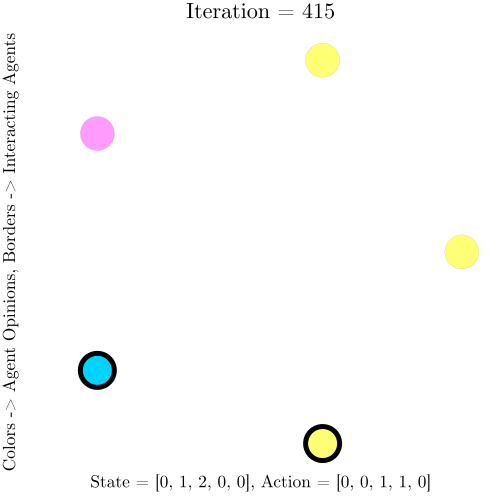 Iteration = 415
Colors -> Agent Opinions, Borders -> Interacting Agents
State = [0, 1, 2, 0, 0], Action = [0, 0, 1, 1, 0]